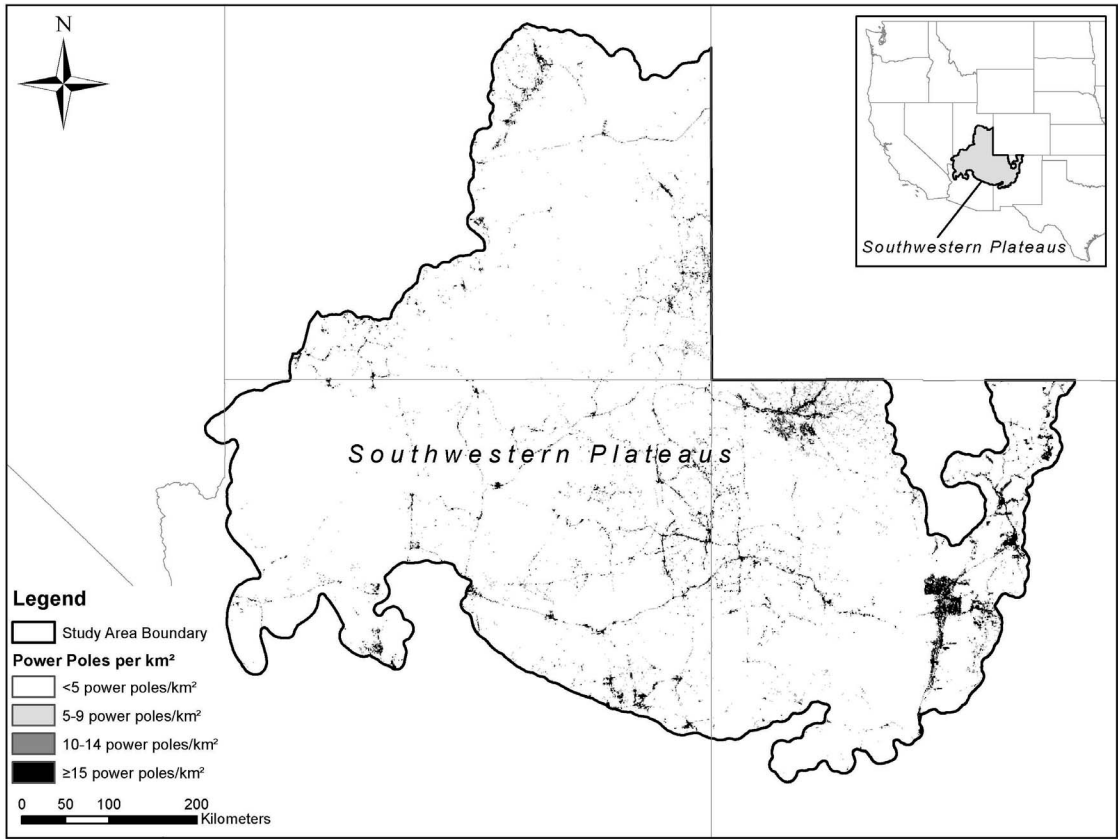 N
Southwestern Plateaus
Southwestern Plateaus
Legend
Study Area Boundary
Power Poles per km²
<5 power poles/km²
5-9 power poles/km²
10-14 power poles/km²
≥15 power poles/km²
0 50 100 200
Kilometers